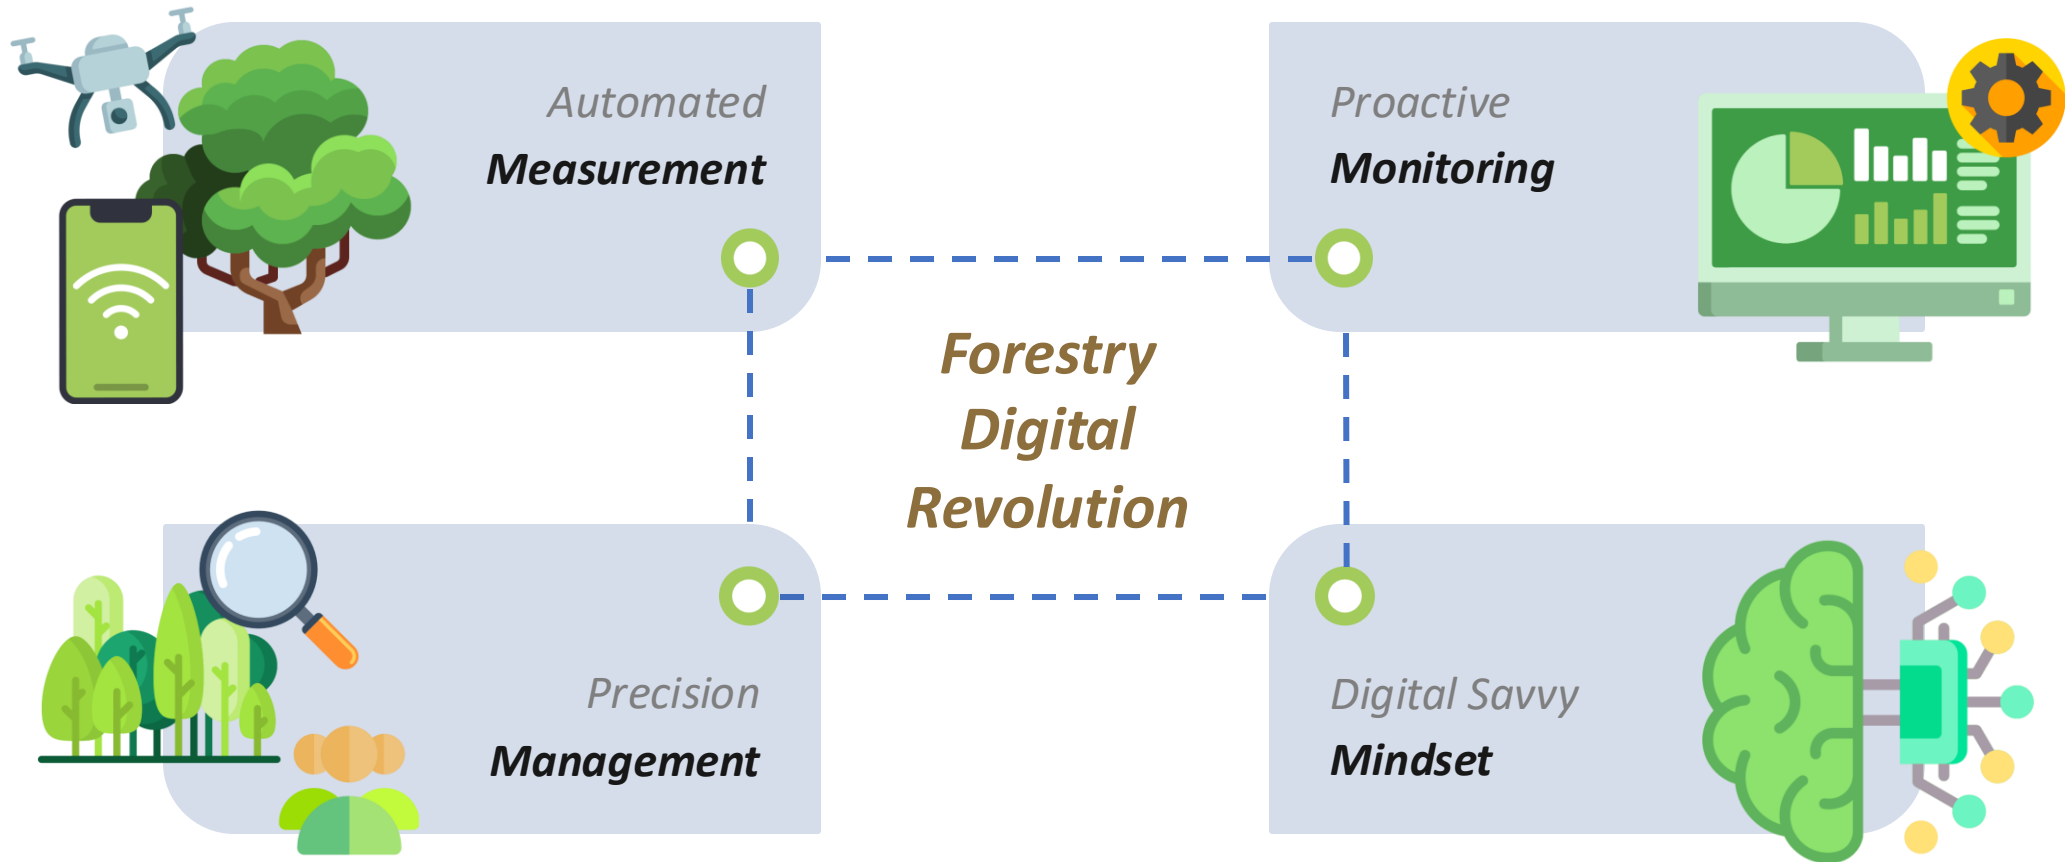 Automated
Measurement
Proactive
Monitoring
Forestry
Digital
Revolution
Precision
Management
Digital Savvy
Mindset